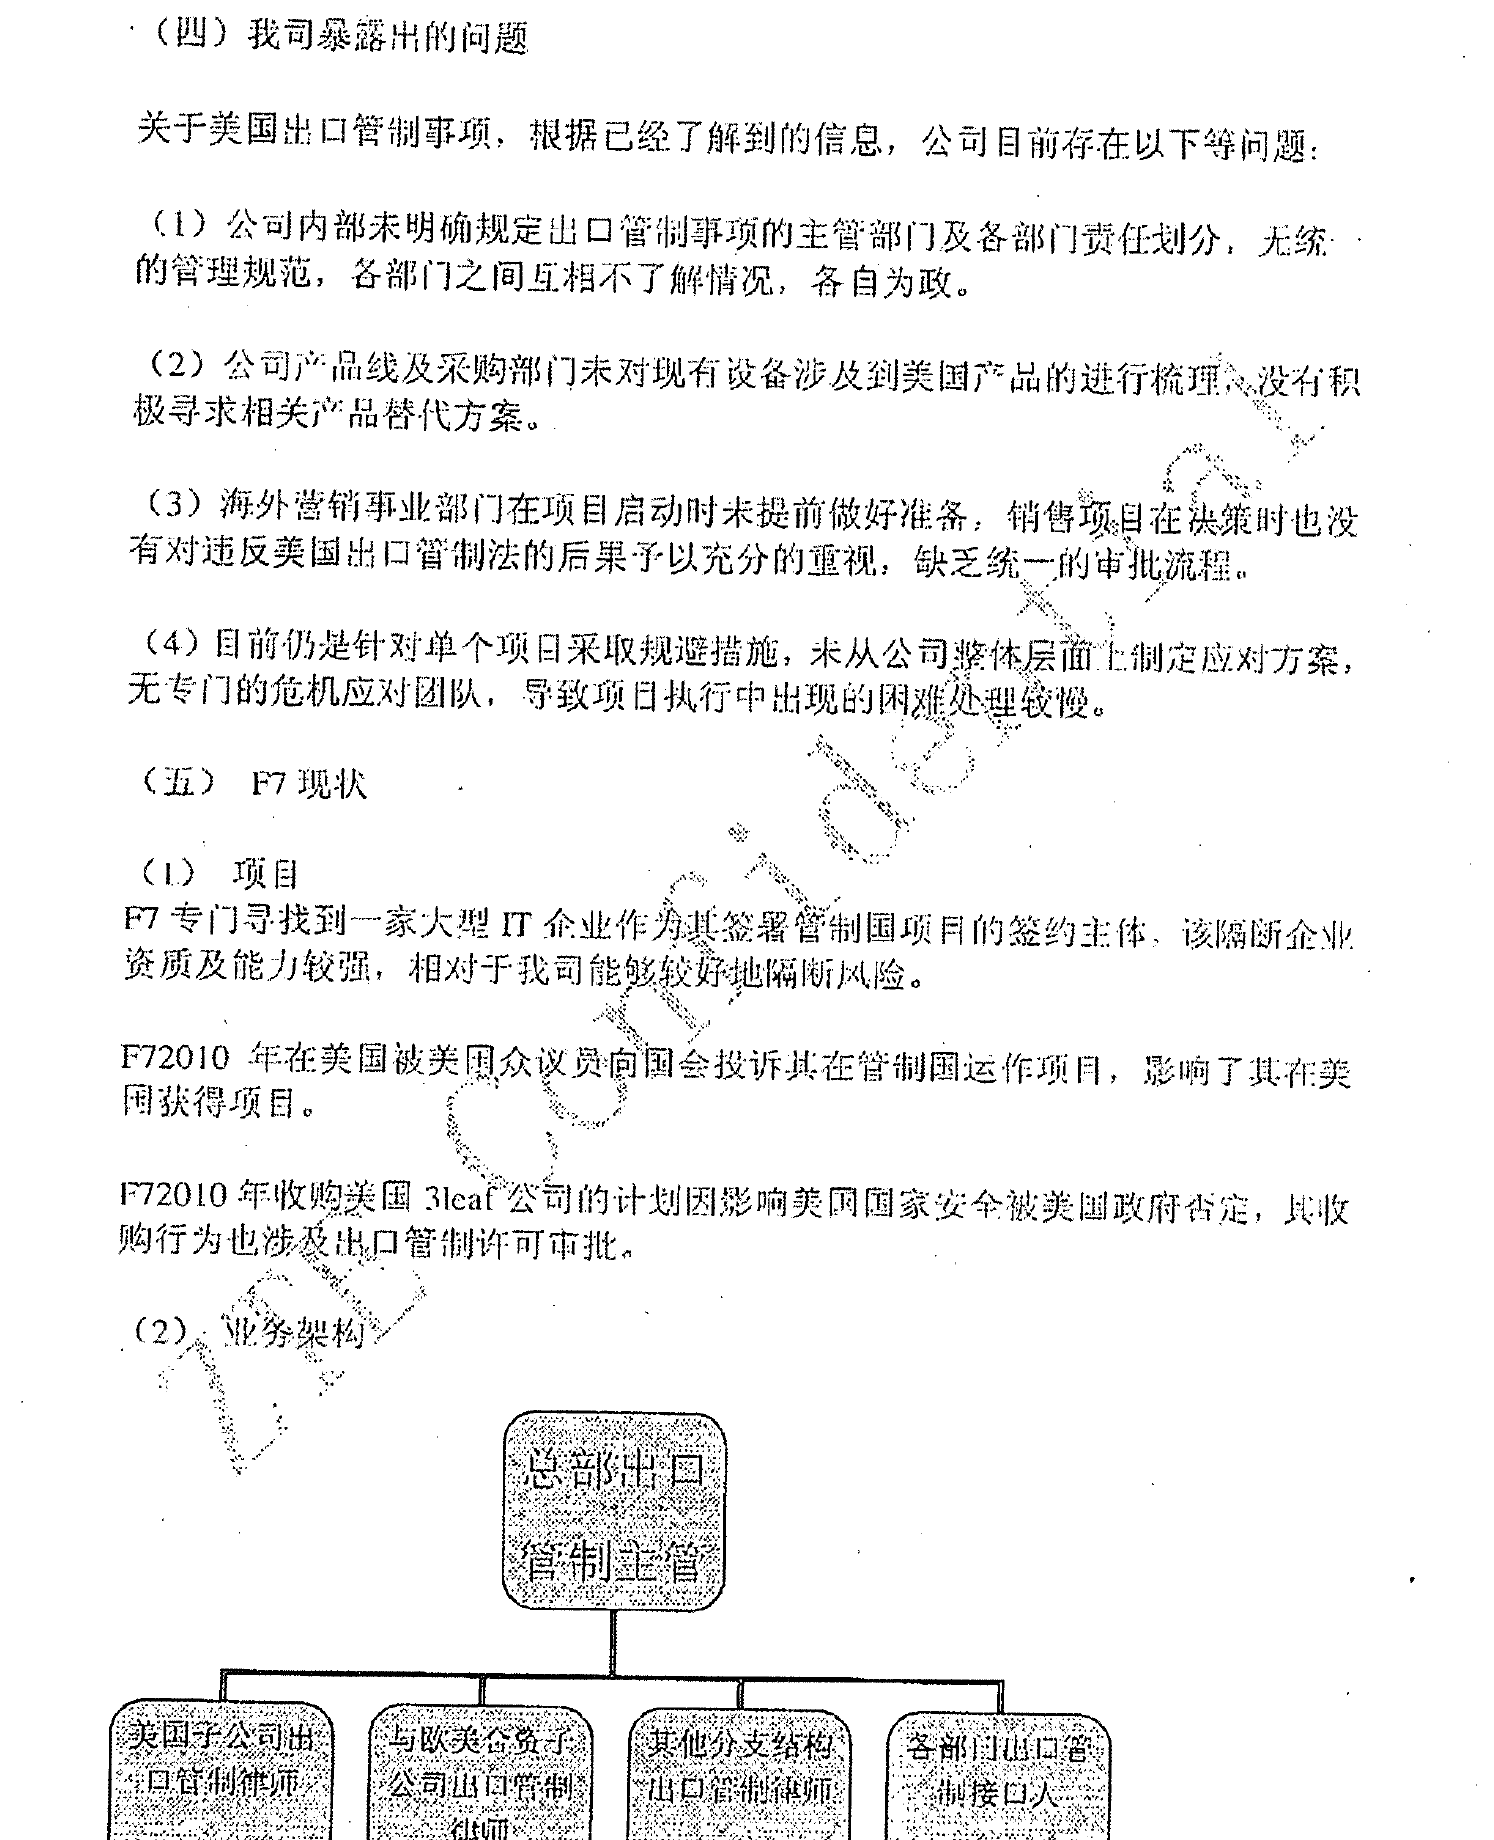 （四）我司暴露出的问题
关于美国出口管制事项，根据已经了解到的信息，公司目前存在以下等问题：
（1）公司内部未明确规定出口管制事项的主管部门及各部门责任划分，无统
的管理规范，各部门之间互相不了解情况，各自为政。
（2）公司产品线及采购部门未对现有设备涉及到美国产品的进行梳理，没有积
极寻求相关产品替代方案。
（3）海外营销事业部门在项目启动时未提前做好准备，销售项目在决策时也没
有对违反美国出口管制法的后果予以充分的重视，缺乏统一的审批流程。
（4）目前仍是针对单个项目采取规避措施，未从公司整体层面上制定应对方案，
无专门的危机应对团队，导致项目执行中出现的困难处理较慢。
（五） F7 现状
（1） 项目
F7 专门寻找到一家大型 IT 企业作为其签署管制国项目的签约主体，该隔断企业
资质及能力较强，相对于我司能够较好地隔断风险。
F72010 年在美国被美国众议员向国会投诉其在管制国运作项目，影响了其在美
国获得项目。
F72010 年收购美国 3leaf 公司的计划因影响美国国家安全被美国政府否定，其收
购行为也涉及出口管制许可审批。
（2） 业务架构
总部出口
管制主管
美国子公司出
口管制律师
与欧美合资子
公司出口管制
律师
其他分支结构
出口管制律师
各部门出口管
制接口人
ZTE Confidential